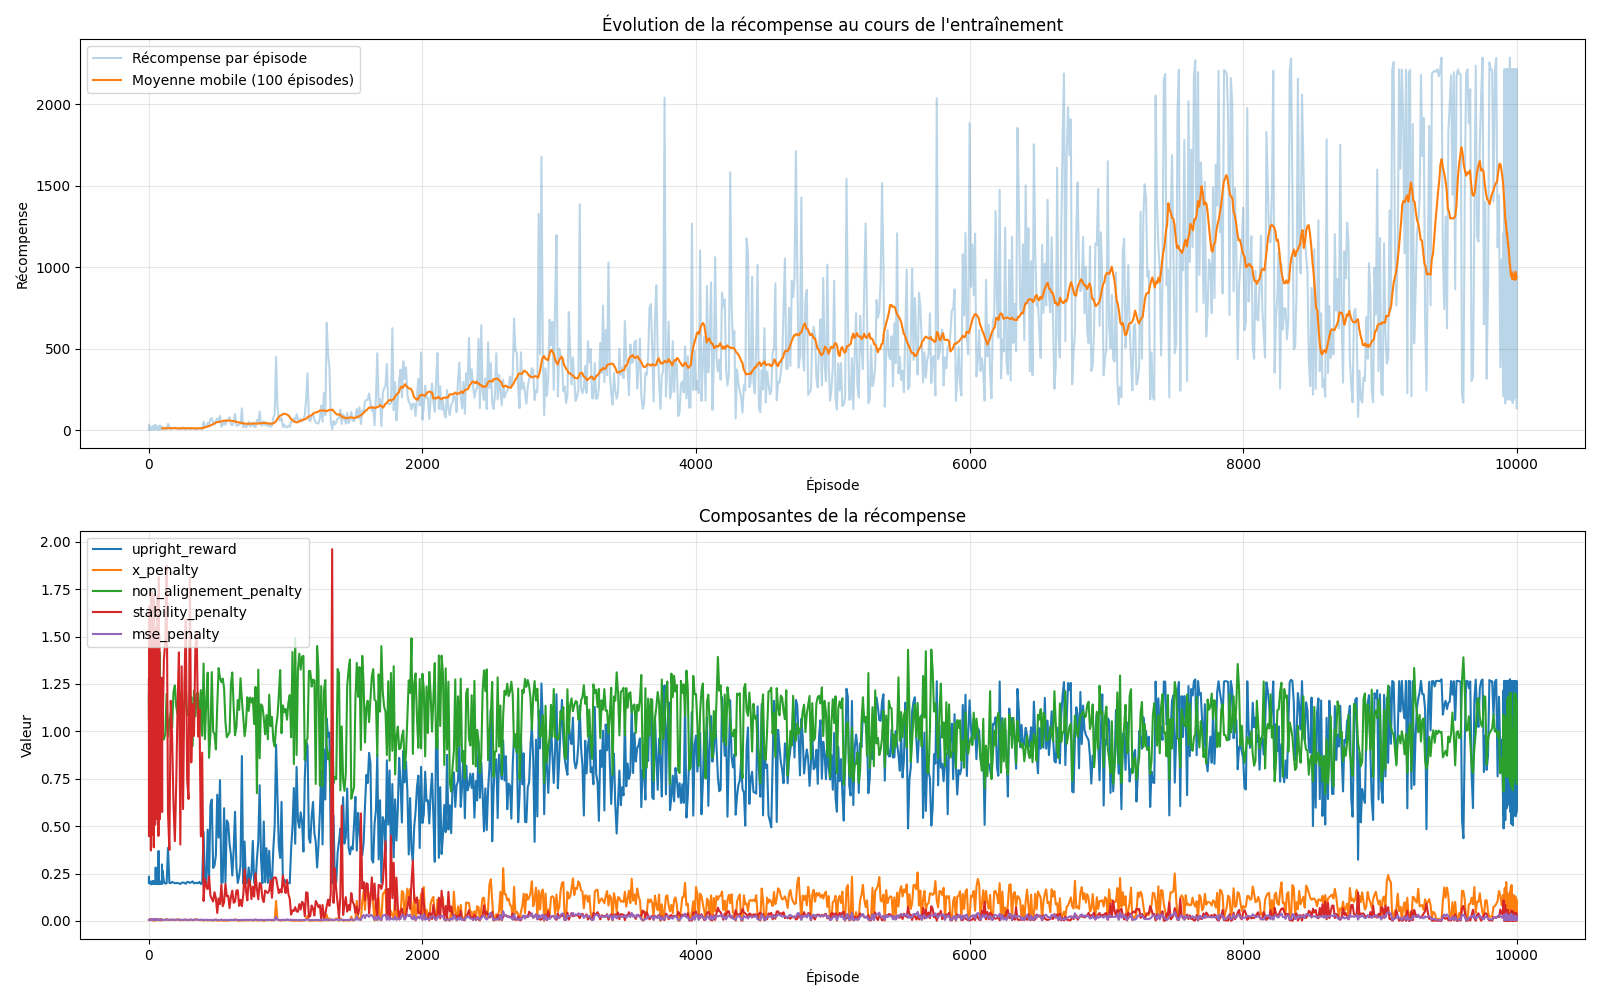 Évolution de la récompense au cours de l'entraînement
Récompense par épisode
Moyenne mobile (100 épisodes)
Récompense
2000
1500
1000
500
0
0 2000 4000 6000 8000 10000
Épisode
Composantes de la récompense
upright_reward
x_penalty
non_alignement_penalty
stability_penalty
mse_penalty
Valeur
2.00
1.75
1.50
1.25
1.00
0.75
0.50
0.25
0.00
0 2000 4000 6000 8000 10000
Épisode